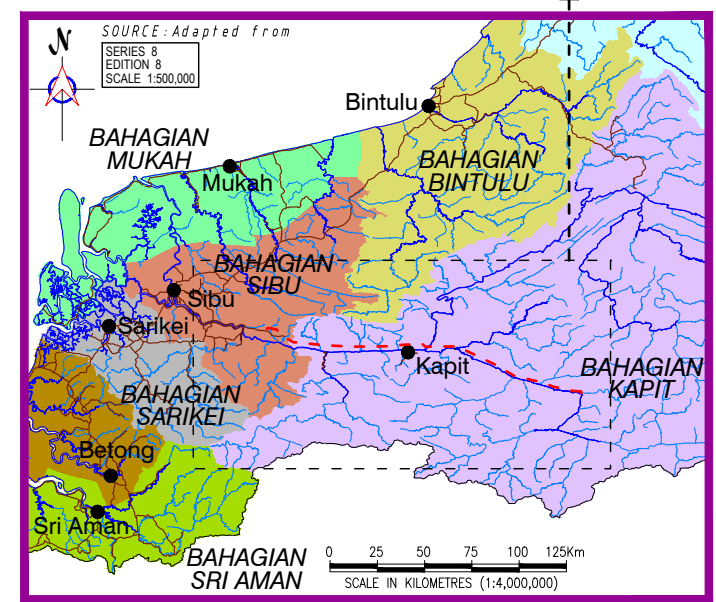 N
SOURCE: Adapted from
SERIES 8
EDITION 8
SCALE 1:500,000
Bintulu
BAHAGIAN
MUKAH
Mukah
BAHAGIAN
BINTULU
BAHAGIAN
SIBU
Sibu
Sarikei
Kapit
BAHAGIAN
KAPIT
BAHAGIAN
SARIKEI
Betong
Sri Aman
BAHAGIAN
SRI AMAN
0 25 50 75 100 125Km
SCALE IN KILOMETRES (1:4,000,000)